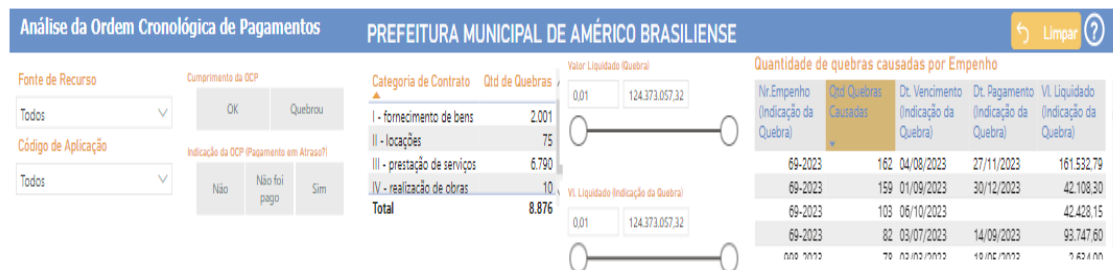 Análise da Ordem Cronológica de Pagamentos
PREFEITURA MUNICIPAL DE AMÉRICO BRASILIENSE
Limpar ?
Fonte de Recurso
Todos
Código de Aplicação
Todos
Cumprimento da OCP
OK Quebrou
Indicação da OCP (Pagamento em Atraso?)
Não Não foi pago Sim
Categoria de Contrato Qtd de Quebras
I - fornecimento de bens 2.001
II - locações 75
III - prestação de serviços 6.790
IV - realização de obras 10
Total 8.876
Valor Liquidado (Quebra)
0,01 124.373.057,32
Vl. Liquidado (Indicação da Quebra)
0,01 124.373.057,32
Quantidade de quebras causadas por Empenho
Nr.Empenho Qtd Quebras Dt. Vencimento Dt. Pagamento Vl. Liquidado
(Indicação da Causadas (Indicação da (Indicação da (Indicação da
Quebra) Quebra) Quebra) Quebra)
69-2023 162 04/08/2023 27/11/2023 161.532,79
69-2023 159 01/09/2023 30/12/2023 42.108,30
69-2023 103 06/10/2023 42.428,15
69-2023 82 03/07/2023 14/09/2023 93.747,60